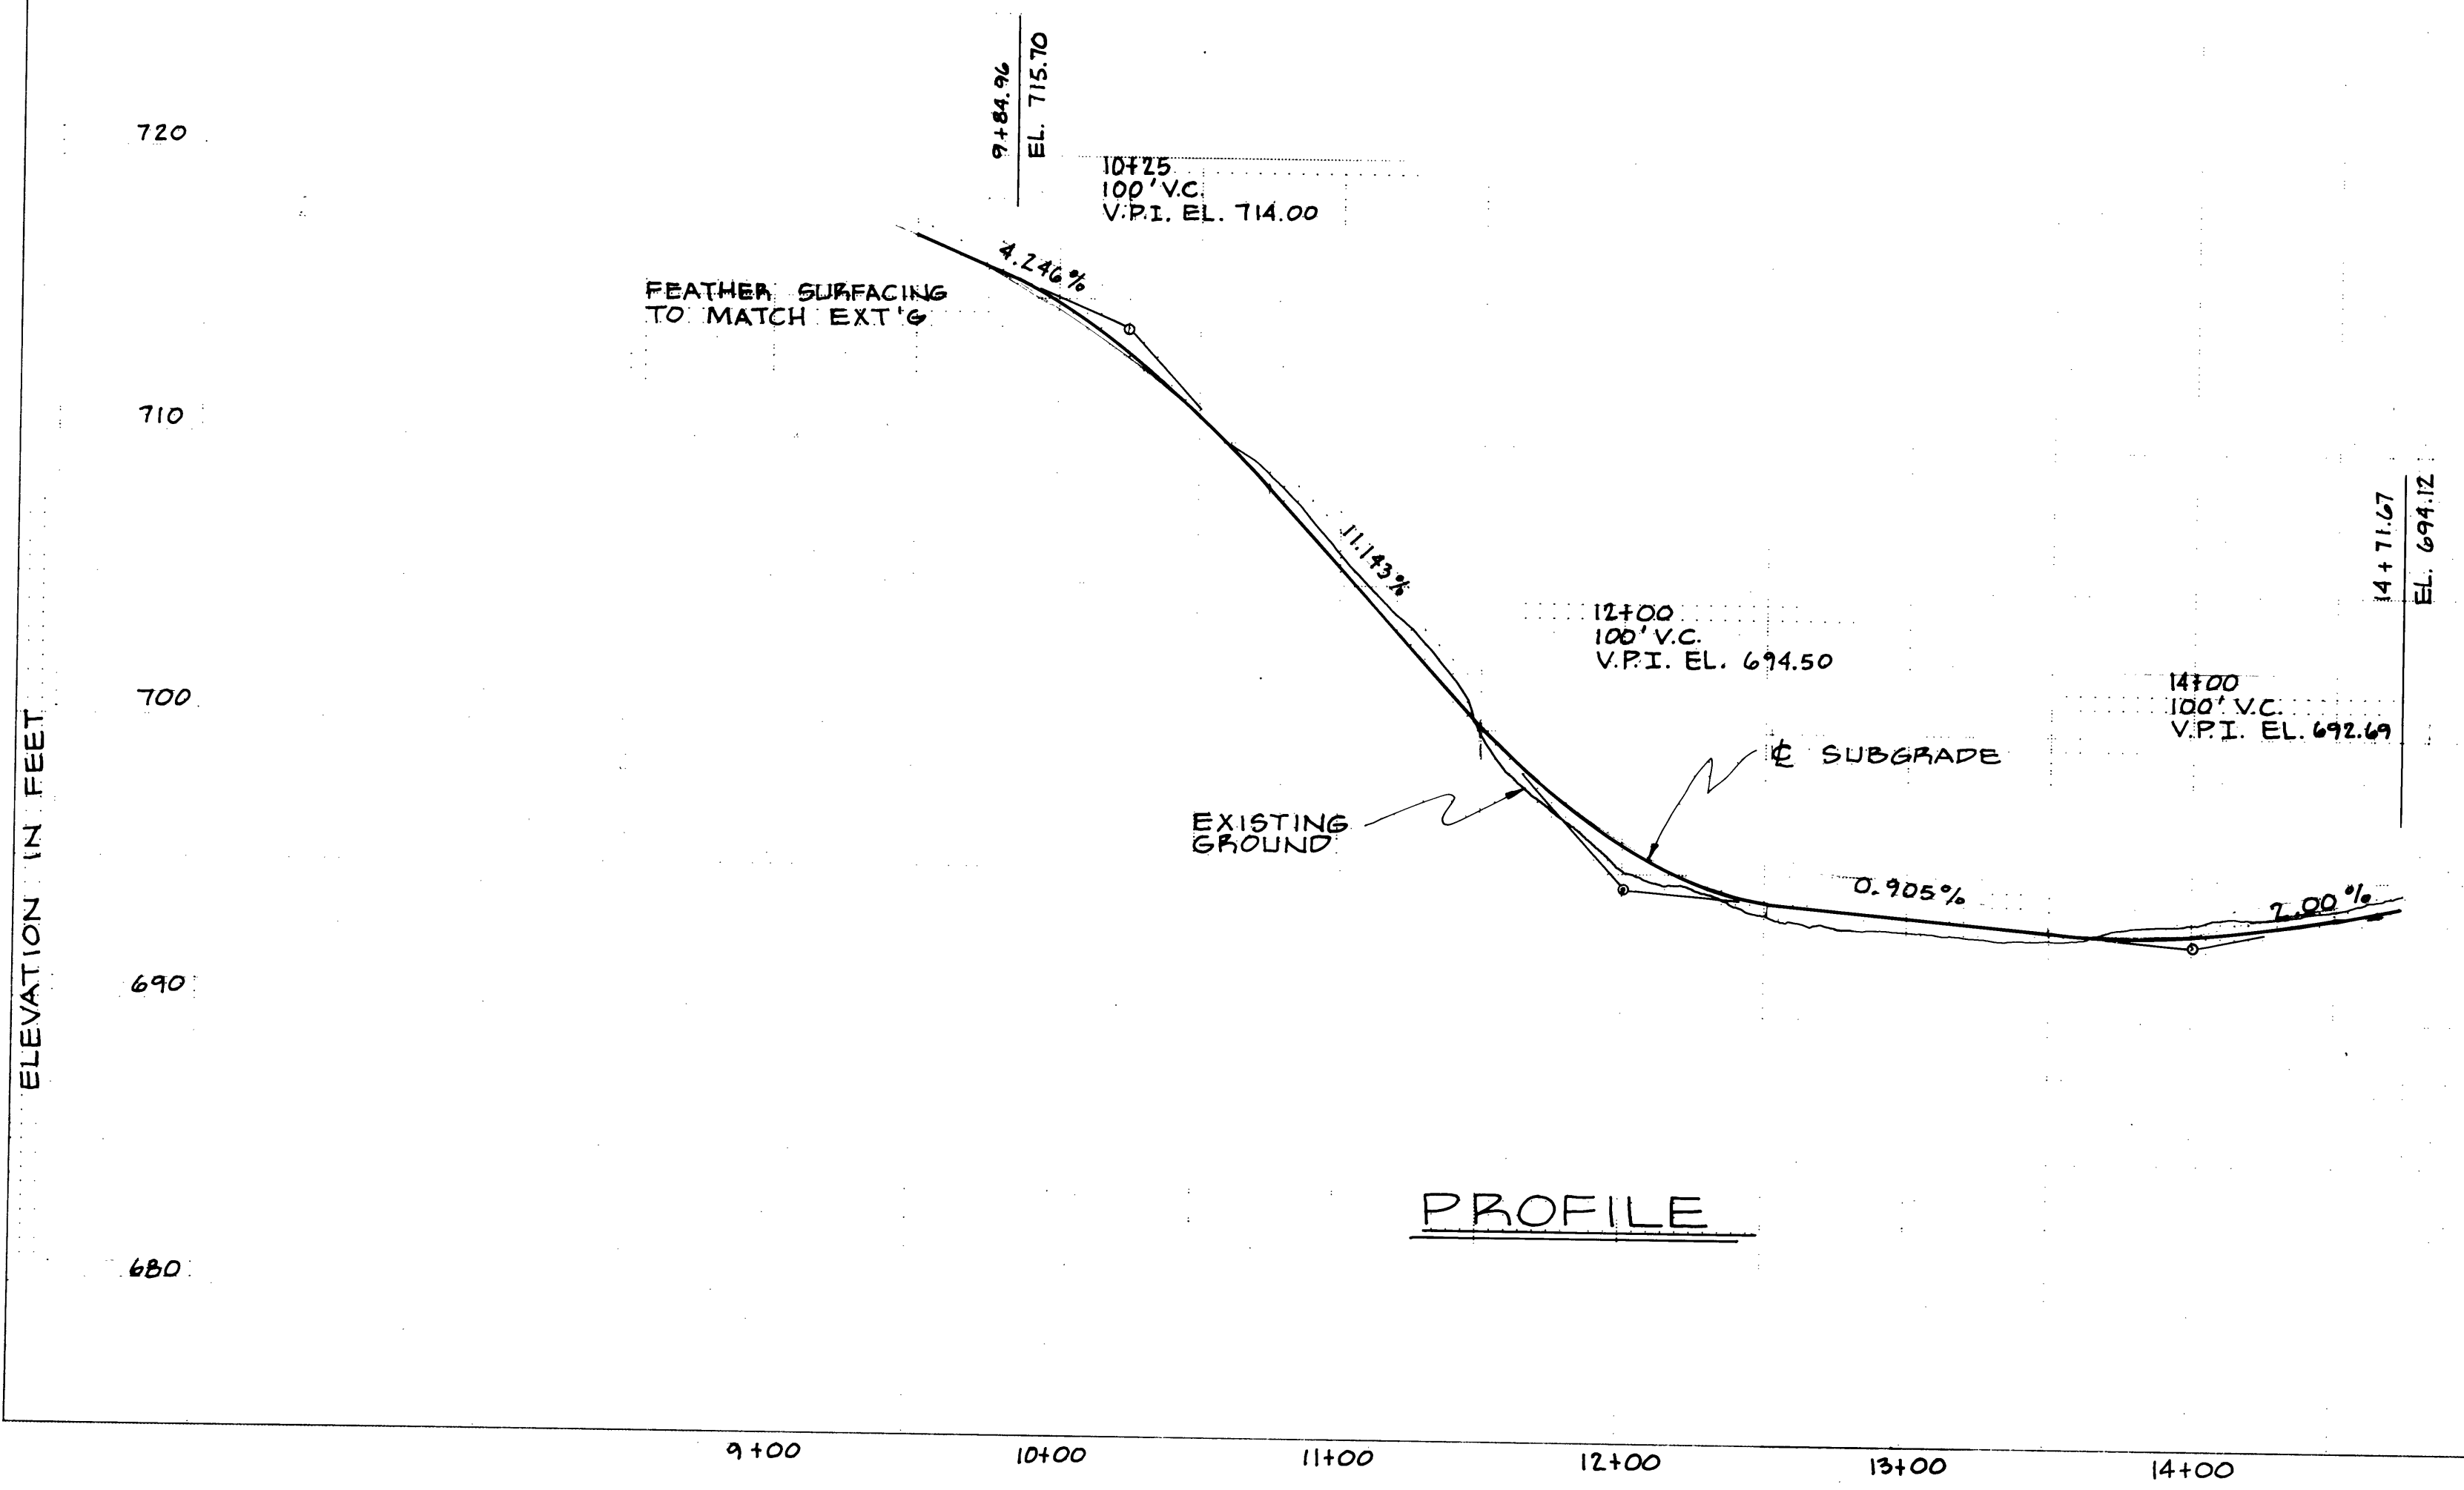 9+84.96
EL. 715.70
720
10+25
100' V.C.
V.P.I. EL. 714.00
4.246%
FEATHER SURFACING
TO MATCH EXT'G
710
11.143%
14+71.67
EL. 694.12
12+00
100' V.C.
V.P.I. EL. 694.50
700
14+00
100' V.C.
V.P.I. EL. 692.69
℄ SUBGRADE
EXISTING
GROUND
0.905%
2.00%
ELEVATION IN FEET
690
PROFILE
680
9+00
10+00
11+00
12+00
13+00
14+00